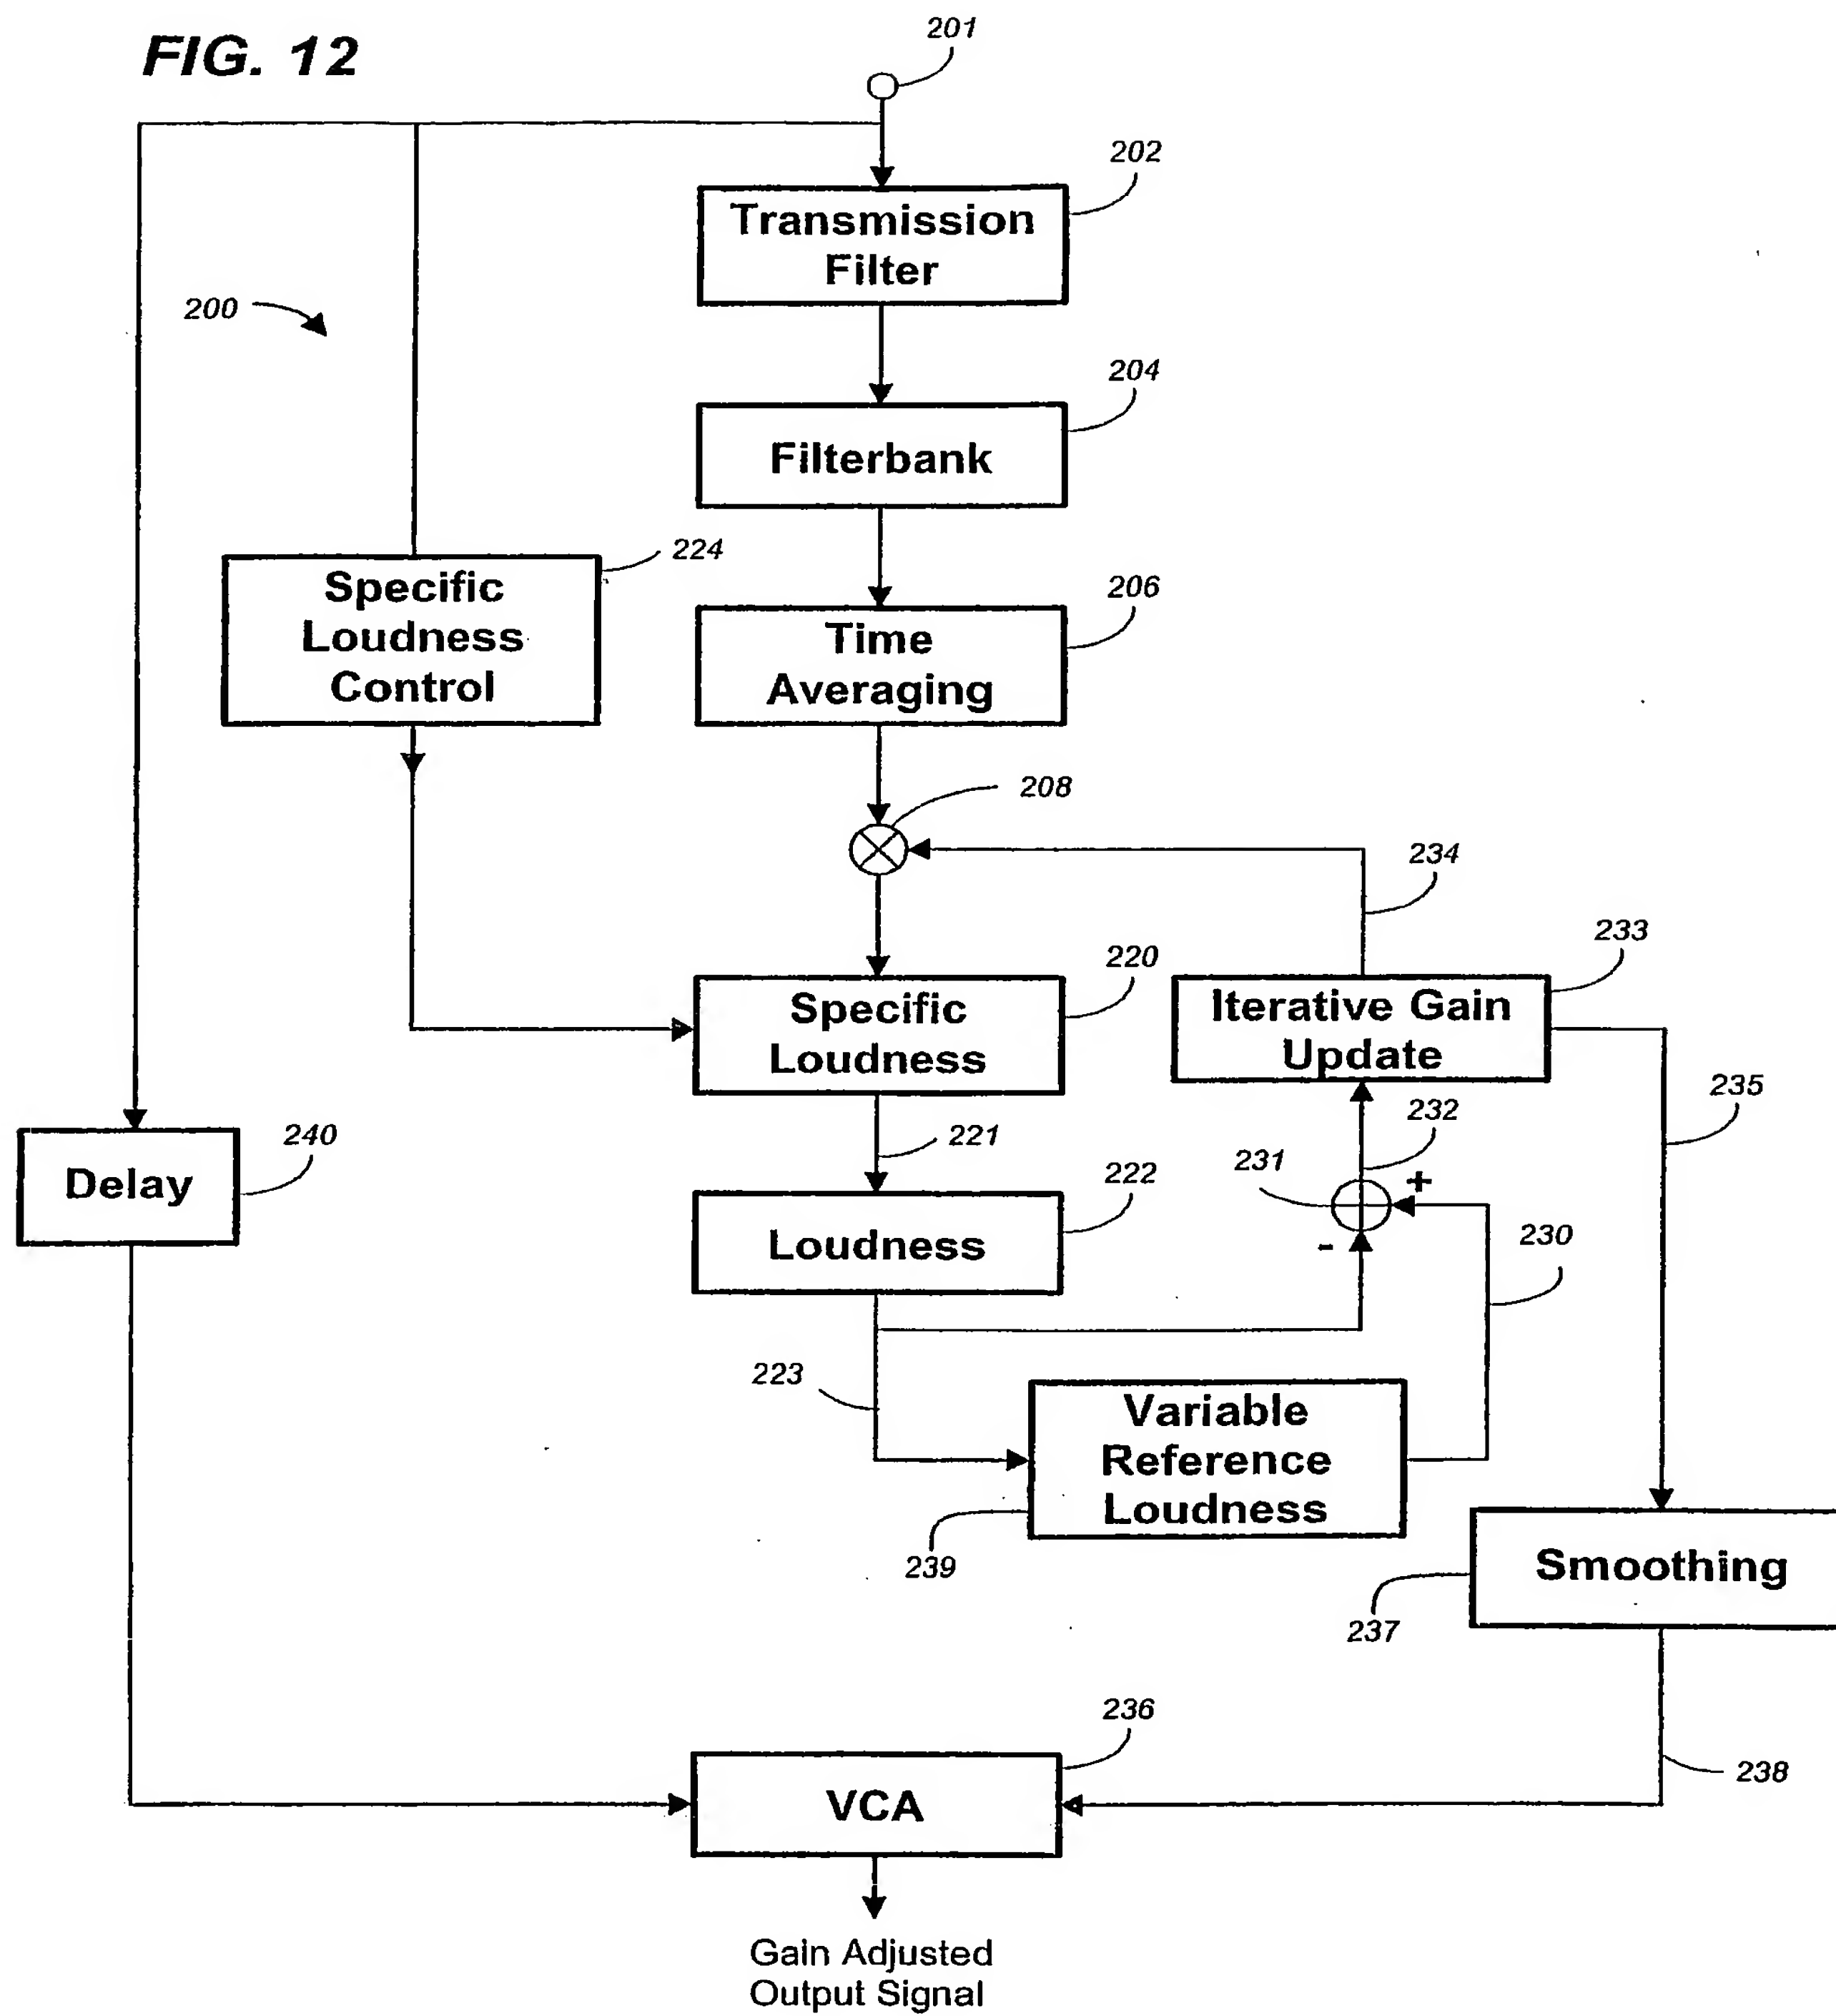 FIG. 12
201
202
Transmission
Filter
200
204
Filterbank
224
Specific
Loudness
Control
206
Time
Averaging
208
234
233
220
Specific
Loudness
Iterative Gain
Update
235
232
221
240
Delay
231
+
222
Loudness
-
230
223
Variable
Reference
Loudness
239
Smoothing
237
236
VCA
238
Gain Adjusted
Output Signal